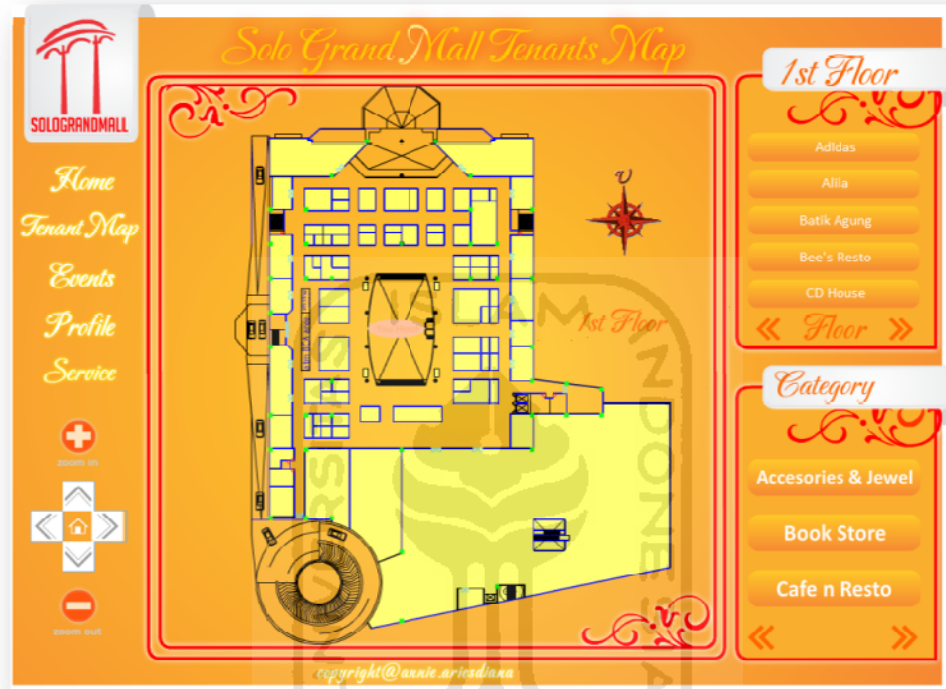 Solo Grand Mall Tenants Map
SOLOGRANDMALL
Home
Tenant Map
Events
Profile
Service
zoom in
zoom out
U
1st Floor
1st Floor
Adidas
Alila
Batik Agung
Bee's Resto
CD House
Floor
Category
Accesories & Jewel
Book Store
Cafe n Resto
copyright@annie.ariesdiana
ISLAM
INDONESIA